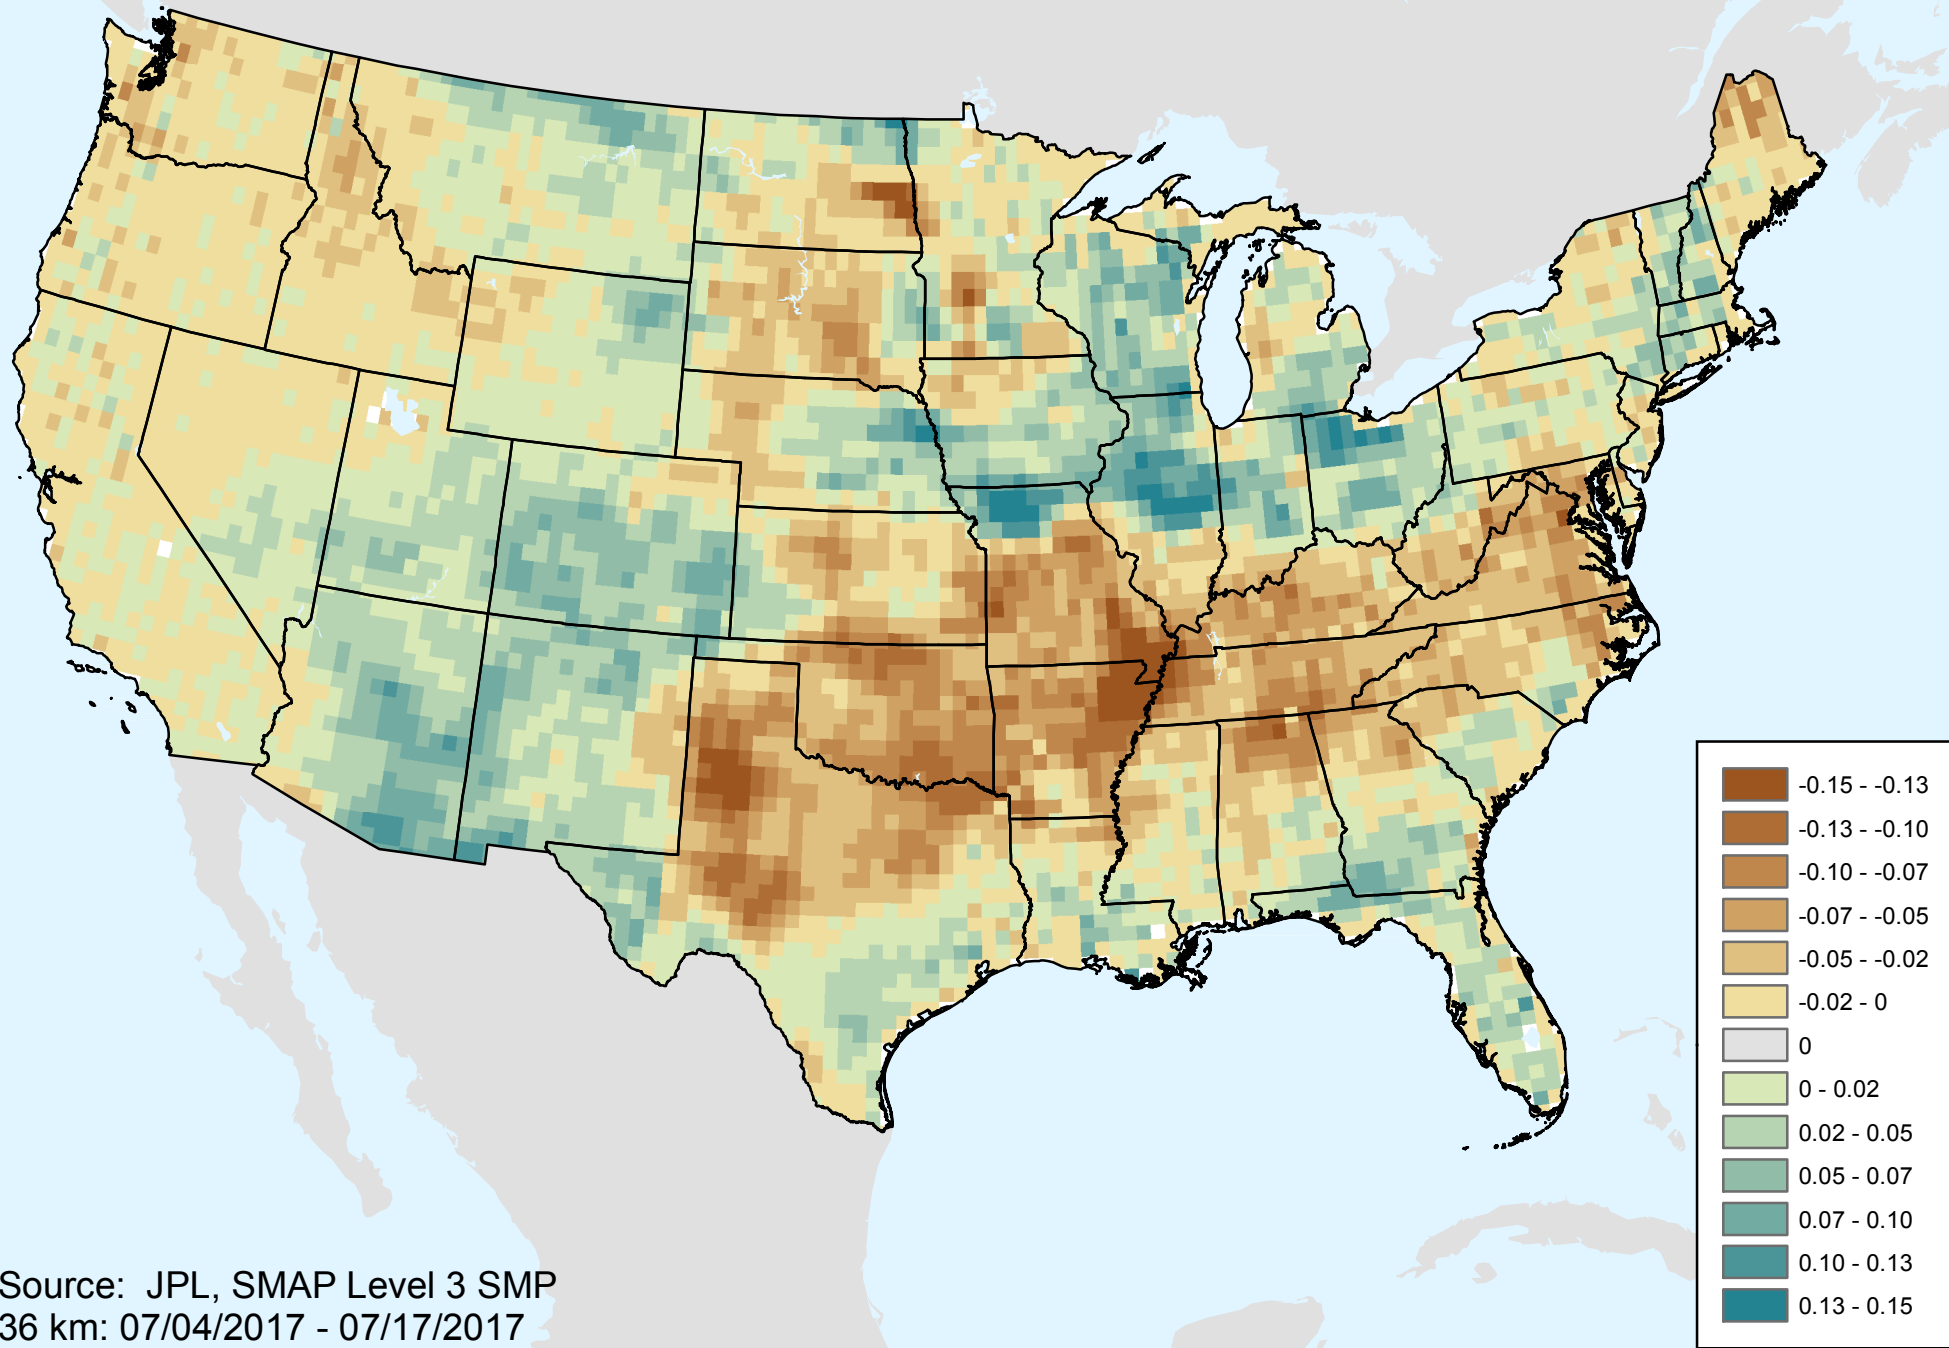 -0.15 - -0.13
-0.13 - -0.10
-0.10 - -0.07
-0.07 - -0.05
-0.05 - -0.02
-0.02 - 0
0
0 - 0.02
0.02 - 0.05
0.05 - 0.07
0.07 - 0.10
0.10 - 0.13
0.13 - 0.15
Source: JPL, SMAP Level 3 SMP
36 km: 07/04/2017 - 07/17/2017